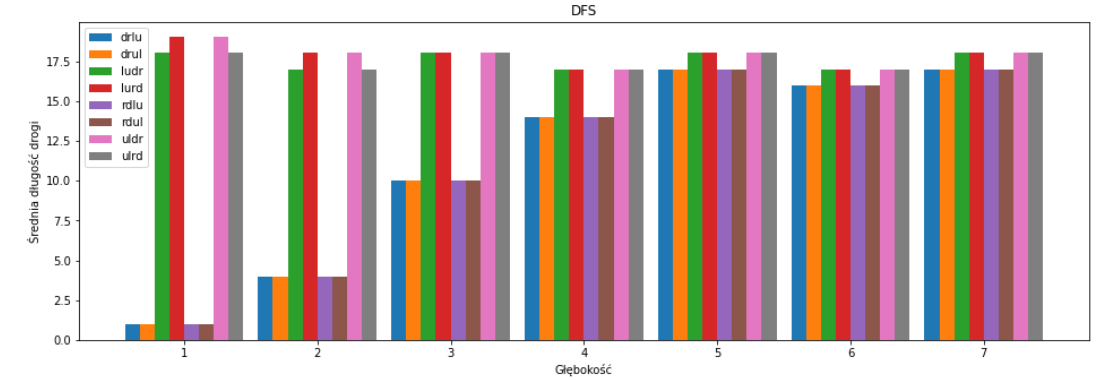 DFS
drlu
drul
ludr
lurd
rdlu
rdul
uldr
ulrd
Średnia długość drogi
17.5
15.0
12.5
10.0
7.5
5.0
2.5
0.0
1 2 3 4 5 6 7
Głębokość